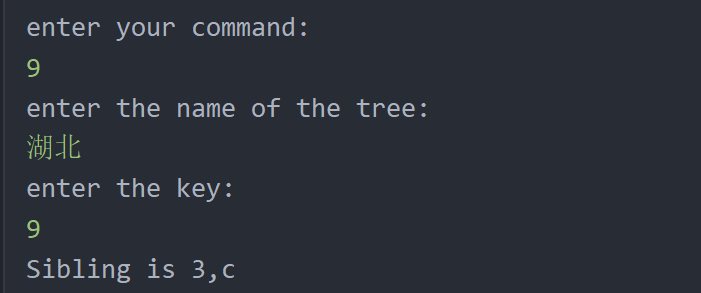 enter your command:
9
enter the name of the tree:
湖北
enter the key:
9
Sibling is 3,c